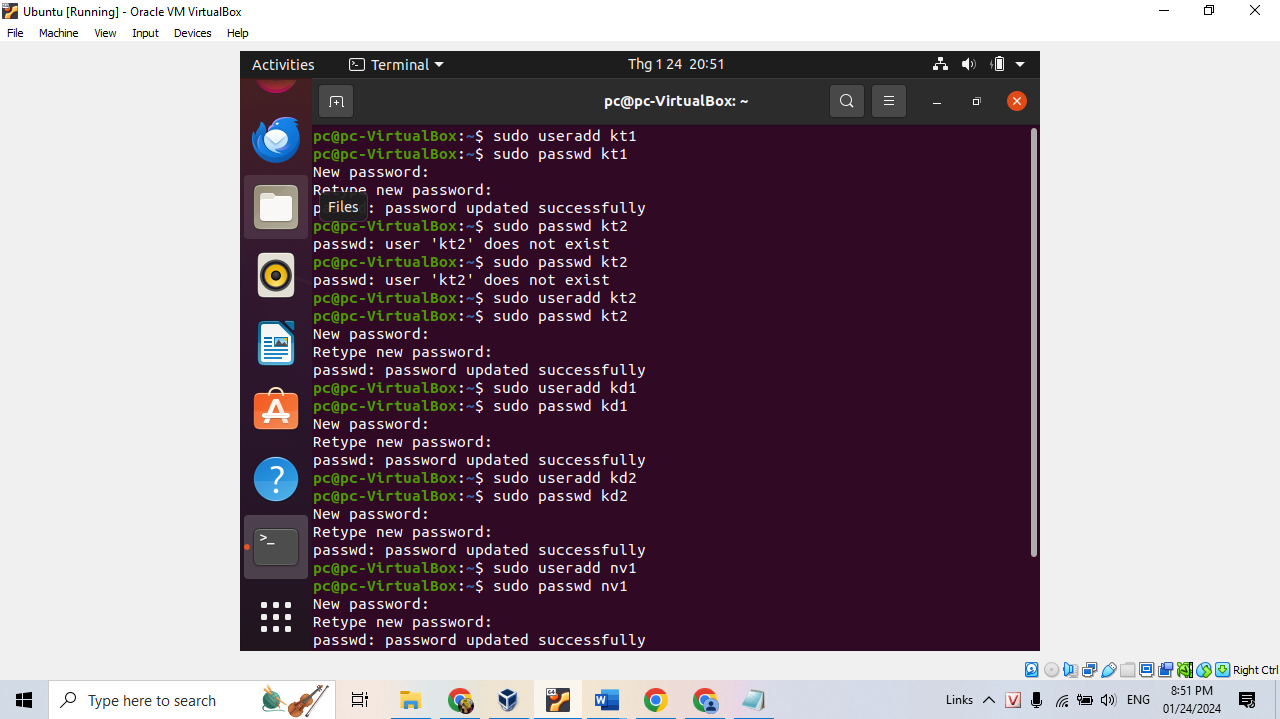 Ubuntu [Running] - Oracle VM VirtualBox
File Machine View Input Devices Help
Activities Terminal Thg 1 24 20:51
pc@pc-VirtualBox: ~
pc@pc-VirtualBox:~$ sudo useradd kt1
pc@pc-VirtualBox:~$ sudo passwd kt1
New password:
Retype new password:
p : password updated successfully
Files
pc@pc-VirtualBox:~$ sudo passwd kt2
passwd: user 'kt2' does not exist
pc@pc-VirtualBox:~$ sudo passwd kt2
passwd: user 'kt2' does not exist
pc@pc-VirtualBox:~$ sudo useradd kt2
pc@pc-VirtualBox:~$ sudo passwd kt2
New password:
Retype new password:
passwd: password updated successfully
pc@pc-VirtualBox:~$ sudo useradd kd1
pc@pc-VirtualBox:~$ sudo passwd kd1
New password:
Retype new password:
passwd: password updated successfully
pc@pc-VirtualBox:~$ sudo useradd kd2
pc@pc-VirtualBox:~$ sudo passwd kd2
New password:
Retype new password:
passwd: password updated successfully
pc@pc-VirtualBox:~$ sudo useradd nv1
pc@pc-VirtualBox:~$ sudo passwd nv1
New password:
Retype new password:
passwd: password updated successfully
Right Ctrl
Type here to search
Links
ENG
8:51 PM
01/24/2024